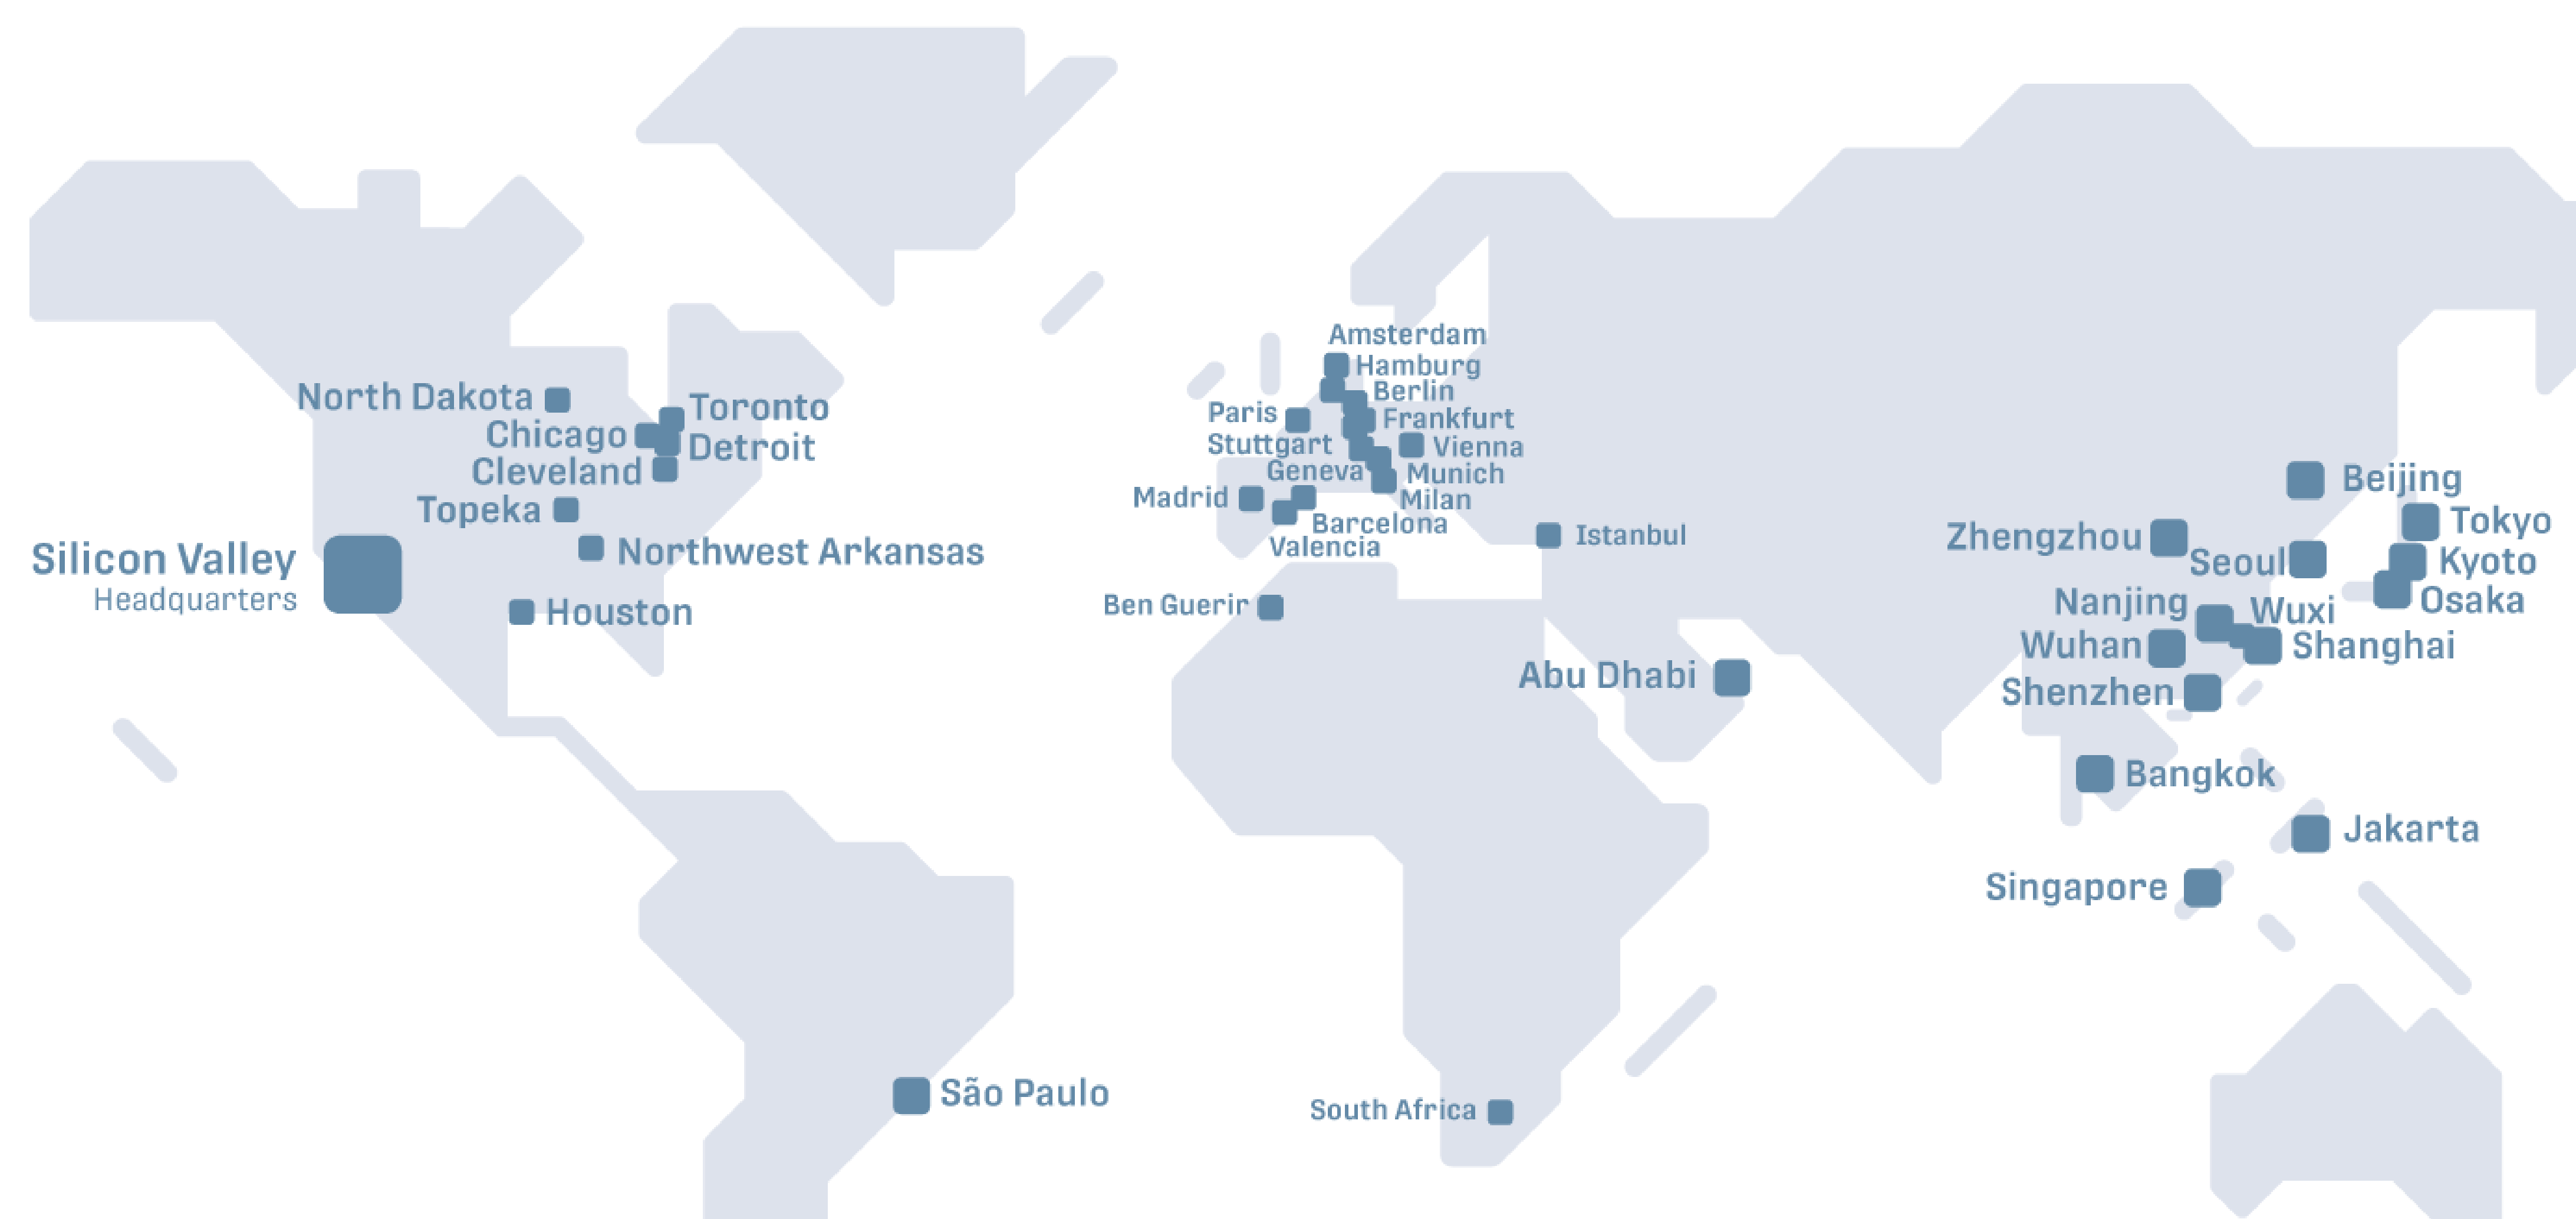 North Dakota
Toronto
Chicago
Detroit
Cleveland
Topeka
Silicon Valley
Headquarters
Northwest Arkansas
Houston
São Paulo
Amsterdam
Hamburg
Berlin
Paris
Frankfurt
Stuttgart
Vienna
Geneva
Munich
Madrid
Milan
Barcelona
Valencia
Istanbul
Ben Guerir
Abu Dhabi
South Africa
Beijing
Tokyo
Zhengzhou
Seoul
Kyoto
Nanjing
Wuxi
Osaka
Wuhan
Shanghai
Shenzhen
Bangkok
Jakarta
Singapore